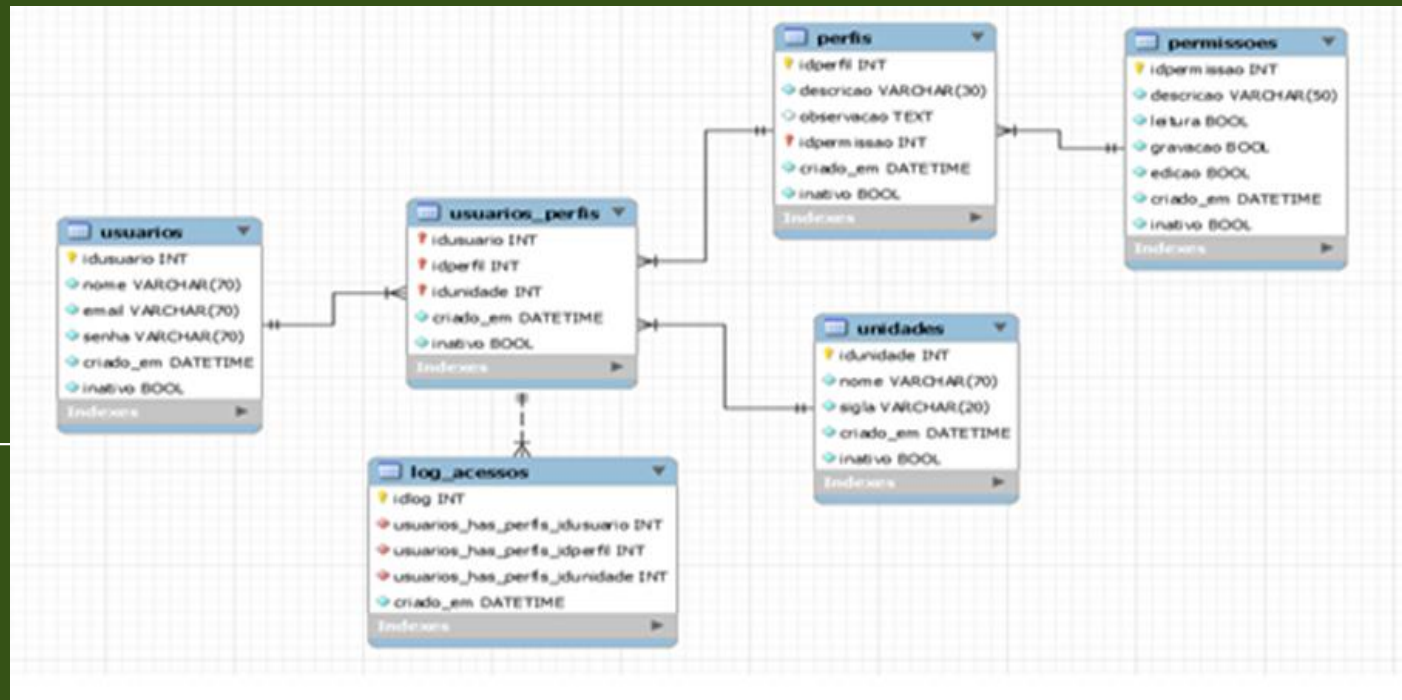 perfis
idperfil INT
descricao VARCHAR(30)
observacao TEXT
idpermissao INT
criado_em DATETIME
inativo BOOL
Indexes
permissoes
idpermissao INT
descricao VARCHAR(50)
leitura BOOL
gravacao BOOL
edicao BOOL
criado_em DATETIME
inativo BOOL
Indexes
usuarios
idusuario INT
nome VARCHAR(70)
email VARCHAR(70)
senha VARCHAR(70)
criado_em DATETIME
inativo BOOL
Indexes
usuarios_perfis
idusuario INT
idperfil INT
idunidade INT
criado_em DATETIME
inativo BOOL
Indexes
unidades
idunidade INT
nome VARCHAR(70)
sigla VARCHAR(20)
criado_em DATETIME
inativo BOOL
Indexes
log_acessos
idlog INT
usuarios_has_perfis_idusuario INT
usuarios_has_perfis_idperfil INT
usuarios_has_perfis_idunidade INT
criado_em DATETIME
Indexes